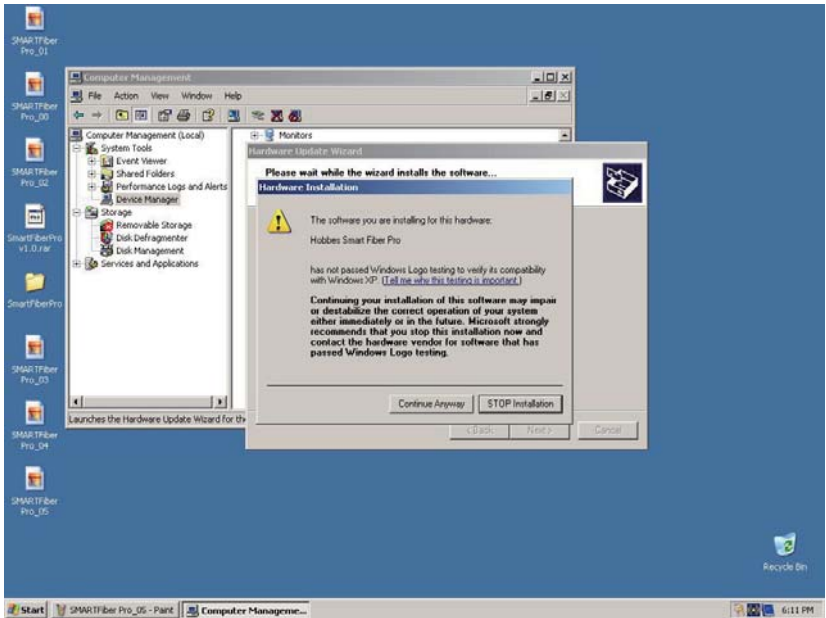 SMARTFiber
Pro_01
SMARTFiber
Pro_00
SMARTFiber
Pro_02
SmartFiberPro
v1.0.rar
SmartFiberPro
SMARTFiber
Pro_03
SMARTFiber
Pro_04
SMARTFiber
Pro_05
Computer Management
File Action View Window Help
Computer Management (Local)
System Tools
Event Viewer
Shared Folders
Performance Logs and Alerts
Device Manager
Storage
Removable Storage
Disk Defragmenter
Disk Management
Services and Applications
Monitors
Launches the Hardware Update Wizard for the
Hardware Update Wizard
Please wait while the wizard installs the software...
Hardware Installation
The software you are installing for this hardware:
Hobbes Smart Fiber Pro
has not passed Windows Logo testing to verify its compatibility
with Windows XP. (Tell me why this testing is important.)
Continuing your installation of this software may impair
or destabilize the correct operation of your system
either immediately or in the future. Microsoft strongly
recommends that you stop this installation now and
contact the hardware vendor for software that has
passed Windows Logo testing.
Continue Anyway STOP Installation
< Back Next > Cancel
Recycle Bin
Start SMARTFiber Pro_05 - Paint Computer Manageme... 6:11 PM